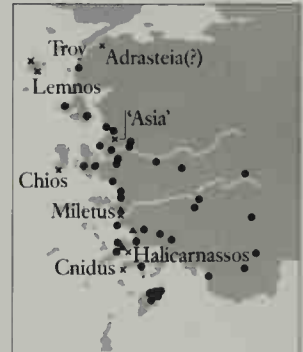 Troy
Adrasteia(?)
Lemnos
'Asia'
Chios
Miletus
Halicarnassos
Cnidus